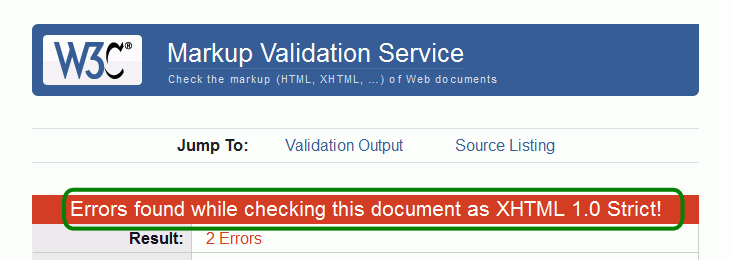 W3C®
Markup Validation Service
Check the markup (HTML, XHTML, …) of Web documents
Jump To: Validation Output Source Listing
Errors found while checking this document as XHTML 1.0 Strict!
Result: 2 Errors